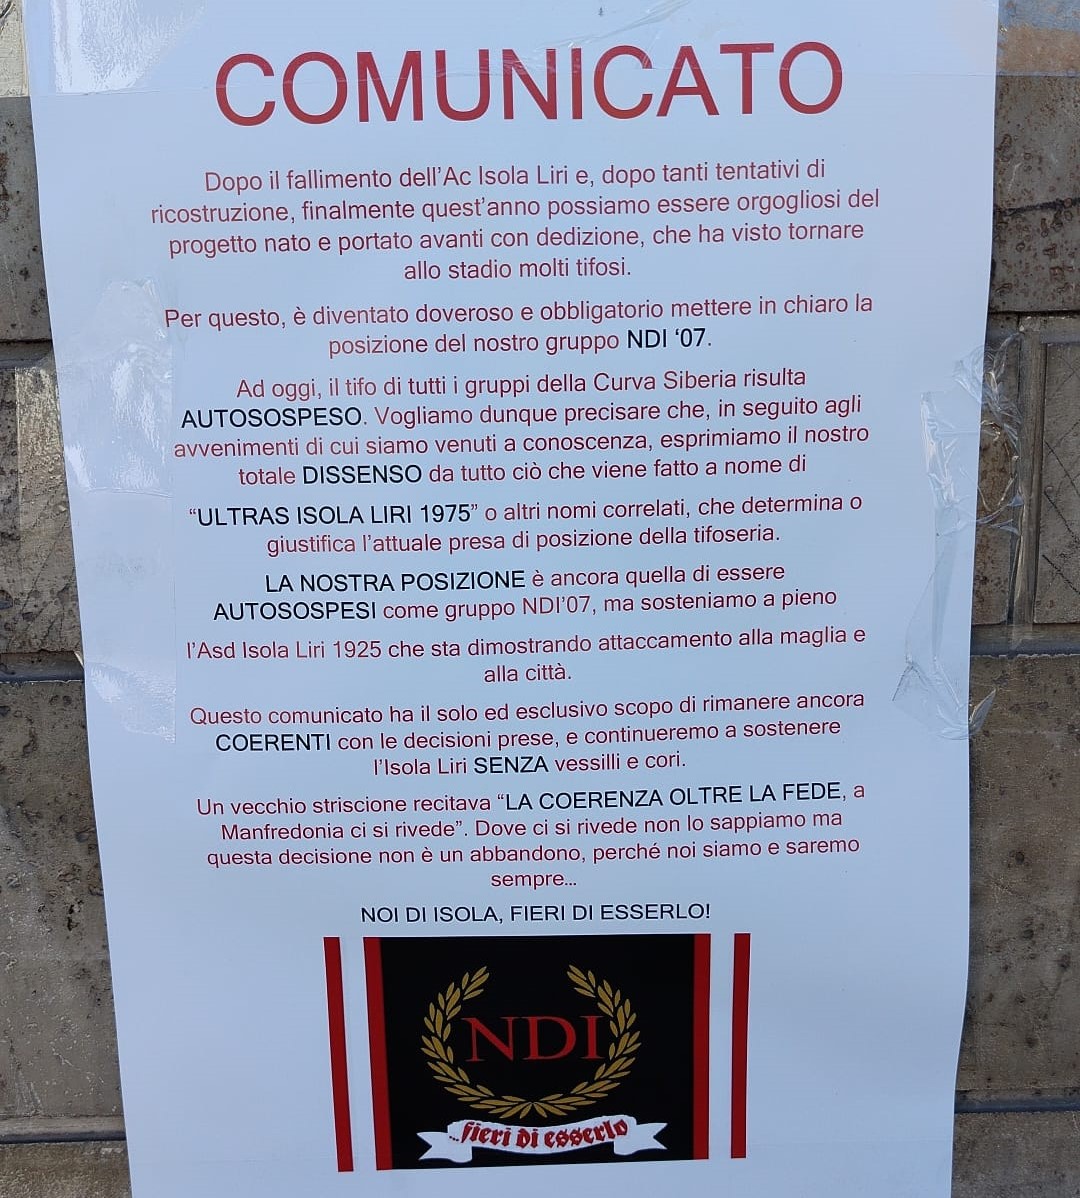 COMUNICATO
Dopo il fallimento dell'Ac Isola Liri e, dopo tanti tentativi di
ricostruzione, finalmente quest'anno possiamo essere orgogliosi del
progetto nato e portato avanti con dedizione, che ha visto tornare
allo stadio molti tifosi.
Per questo, è diventato doveroso e obbligatorio mettere in chiaro la
posizione del nostro gruppo NDI '07.
Ad oggi, il tifo di tutti i gruppi della Curva Siberia risulta
AUTOSOSPESO. Vogliamo dunque precisare che, in seguito agli
avvenimenti di cui siamo venuti a conoscenza, esprimiamo il nostro
totale DISSENSO da tutto ciò che viene fatto a nome di
“ULTRAS ISOLA LIRI 1975” o altri nomi correlati, che determina o
giustifica l'attuale presa di posizione della tifoseria.
LA NOSTRA POSIZIONE è ancora quella di essere
AUTOSOSPESI come gruppo NDI'07, ma sosteniamo a pieno
l'Asd Isola Liri 1925 che sta dimostrando attaccamento alla maglia e
alla città.
Questo comunicato ha il solo ed esclusivo scopo di rimanere ancora
COERENTI con le decisioni prese, e continueremo a sostenere
l'Isola Liri SENZA vessilli e cori.
Un vecchio striscione recitava “LA COERENZA OLTRE LA FEDE, a
Manfredonia ci si rivede”. Dove ci si rivede non lo sappiamo ma
questa decisione non è un abbandono, perché noi siamo e saremo
sempre...
NOI DI ISOLA, FIERI DI ESSERLO!
NDI
...fieri di esserlo